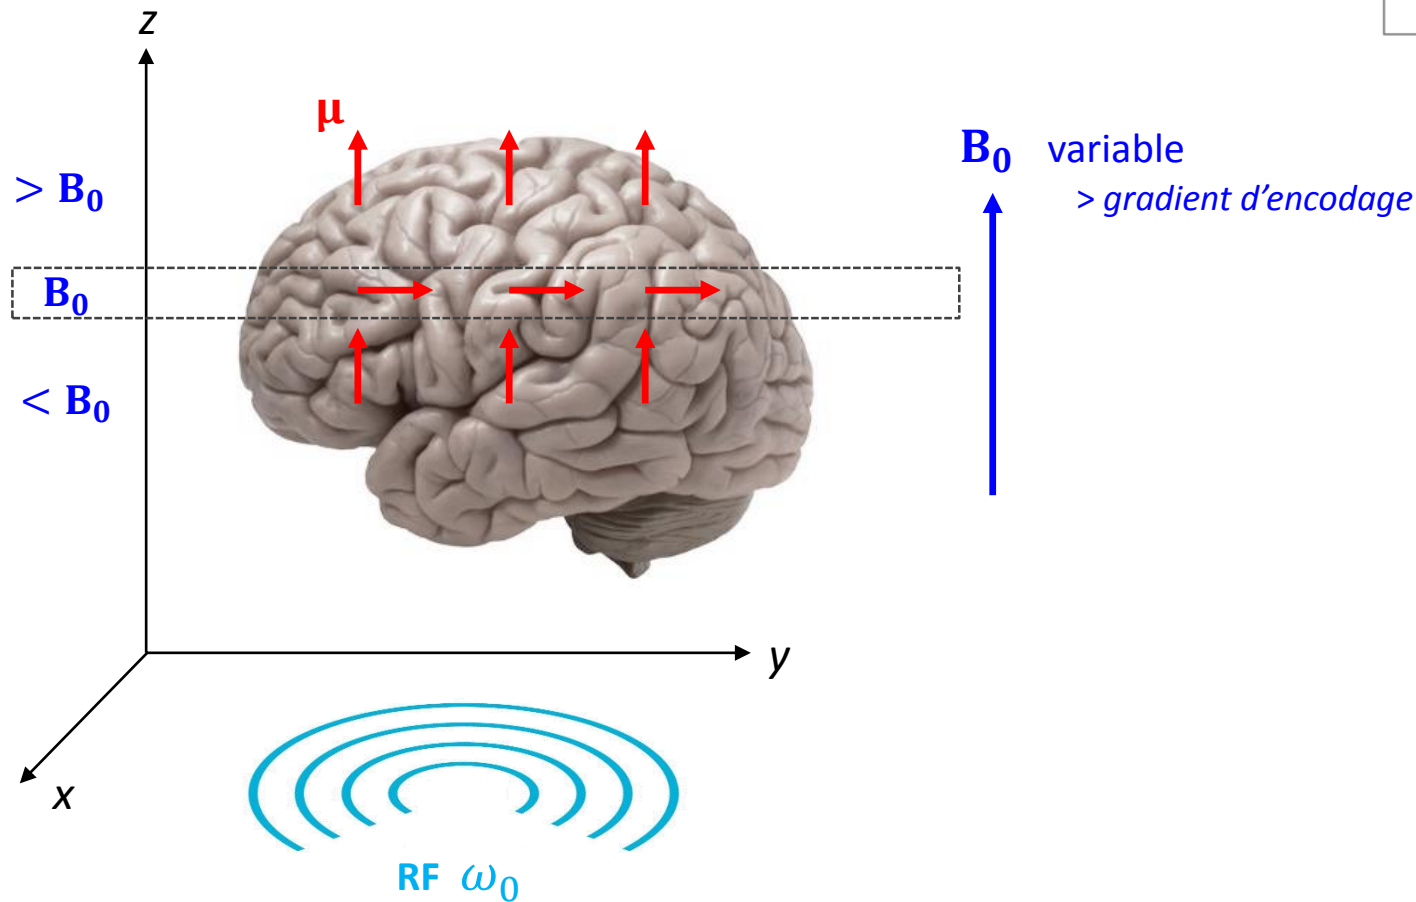 z
μ
B₀ variable
> gradient d'encodage
> B₀
B₀
< B₀
y
x
RF ω₀